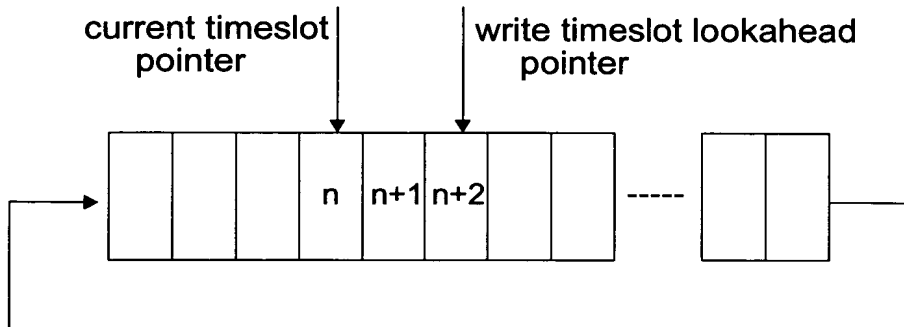 current timeslot
pointer
write timeslot lookahead
pointer
n
n+1
n+2
-----